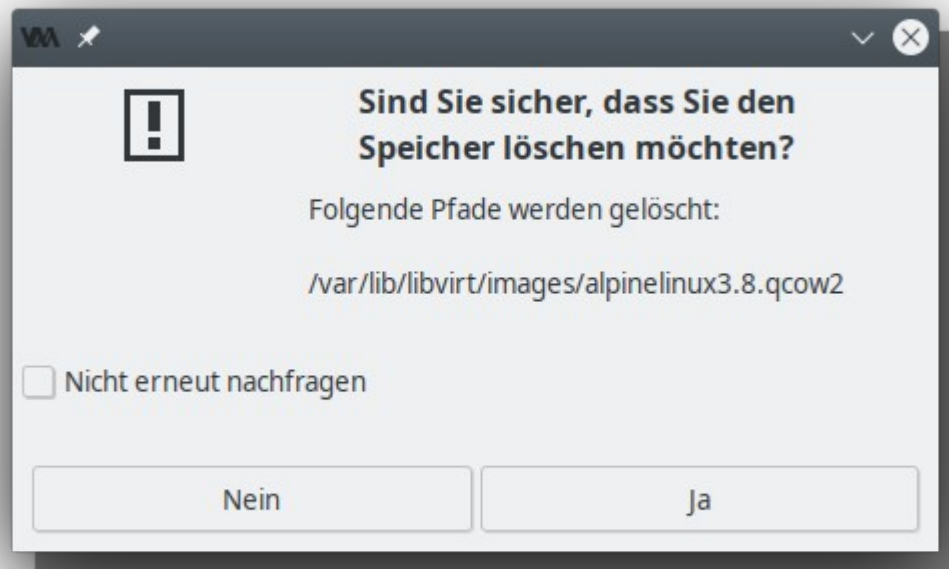 Sind Sie sicher, dass Sie den
Speicher löschen möchten?
Folgende Pfade werden gelöscht:
/var/lib/libvirt/images/alpinelinux3.8.qcow2
Nicht erneut nachfragen
Nein
Ja